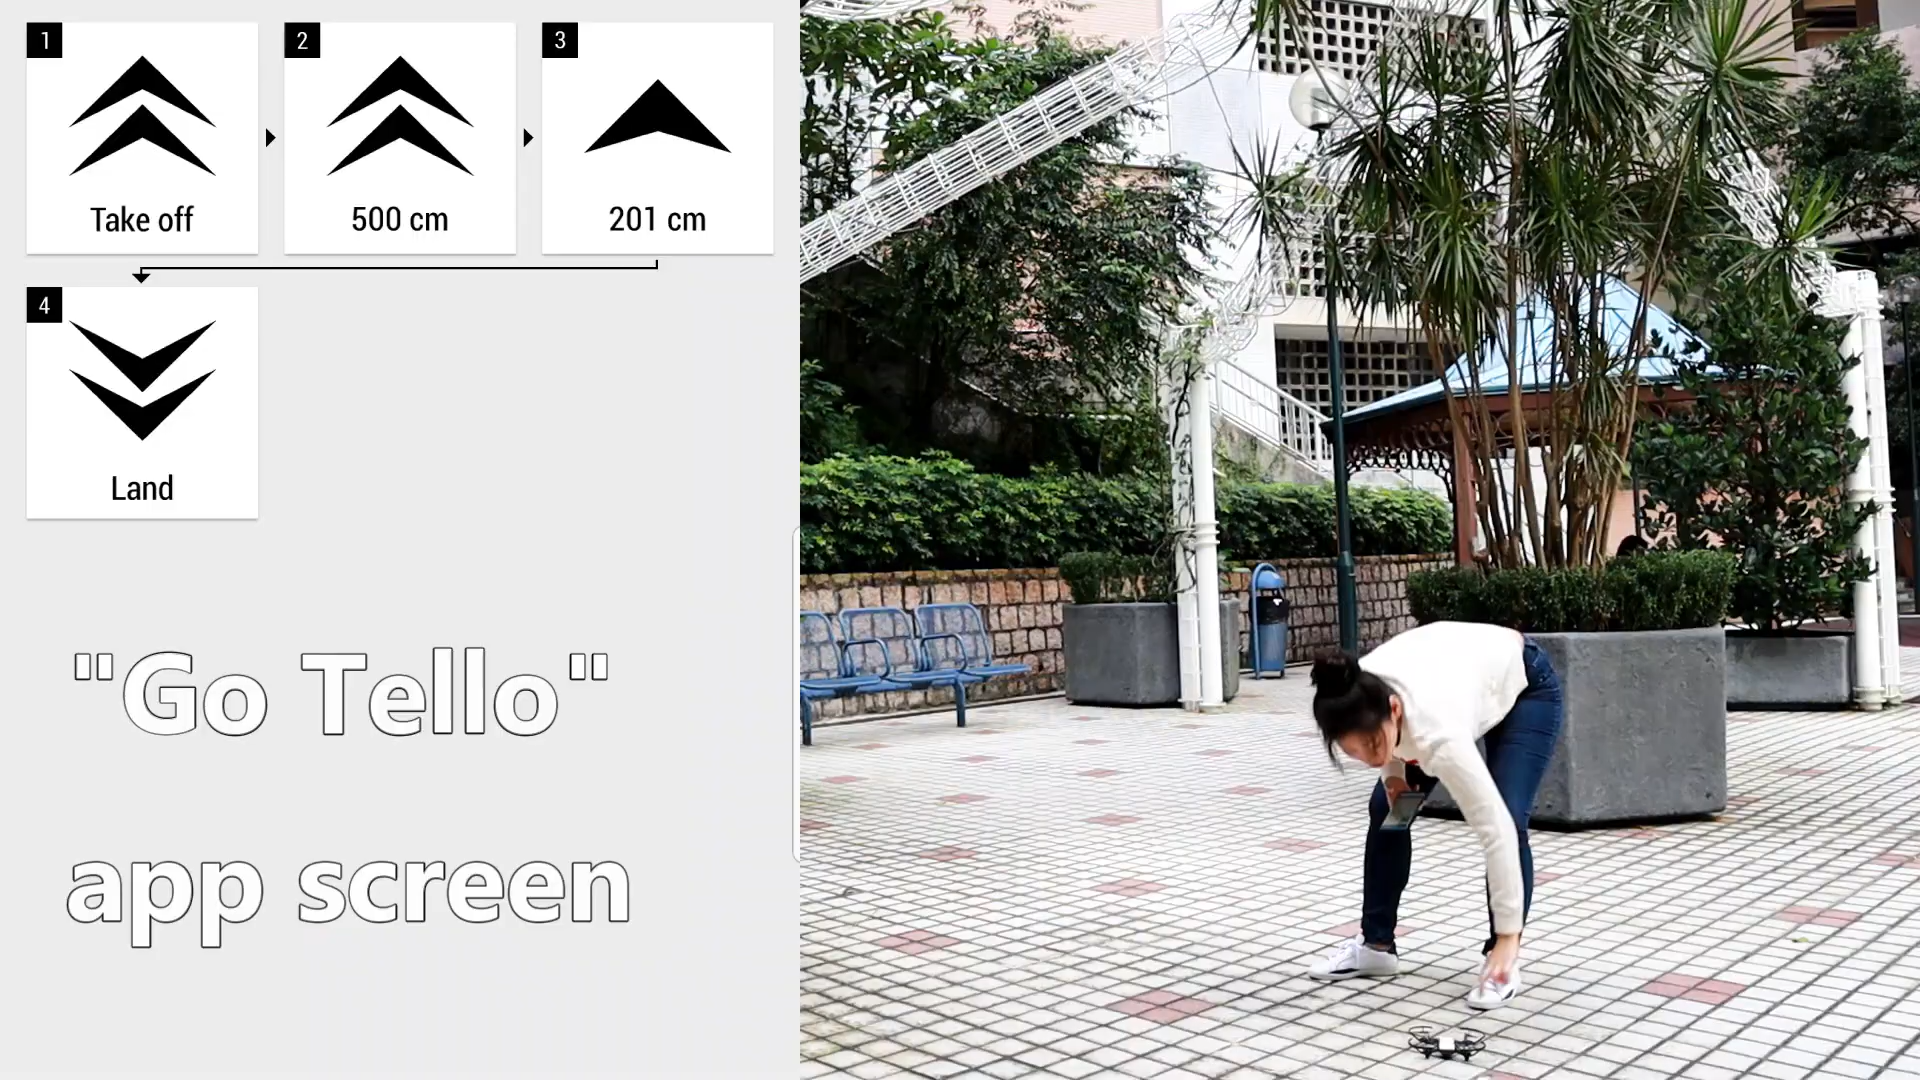 1
Take off
2
500 cm
3
201 cm
4
Land
"Go Tello"
app screen